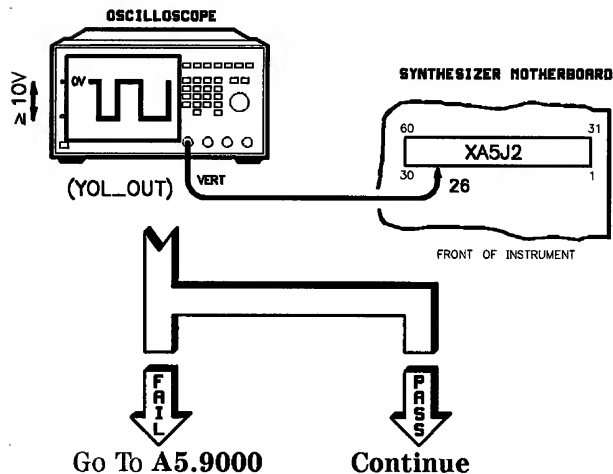 OSCILLOSCOPE
0V
≥10V
(YOL_OUT)
VERT
SYNTHESIZER MOTHERBOARD
60
31
XA5J2
30
1
26
FRONT OF INSTRUMENT
FAIL
PASS
Go To A5.9000
Continue